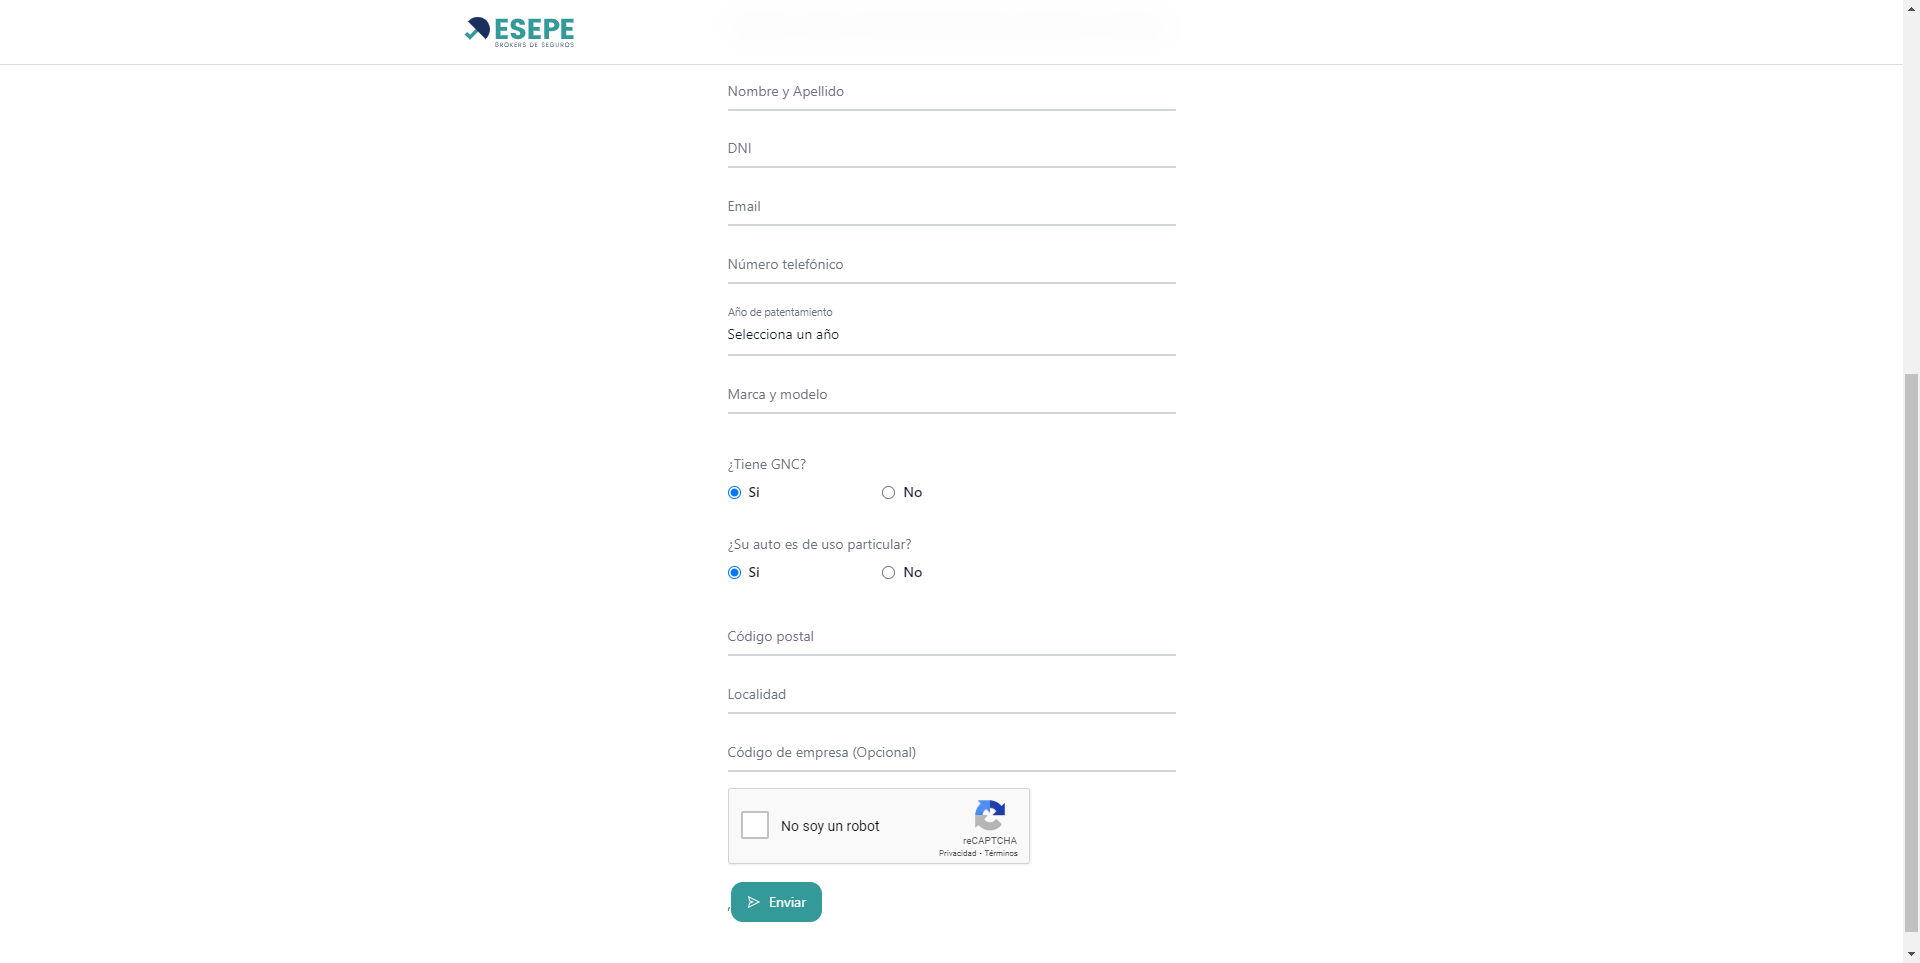 ESEPE
BROKERS DE SEGUROS
Nombre y Apellido
DNI
Email
Número telefónico
Año de patentamiento
Selecciona un año
Marca y modelo
¿Tiene GNC?
Si No
¿Su auto es de uso particular?
Si No
Código postal
Localidad
Código de empresa (Opcional)
No soy un robot
reCAPTCHA
Privacidad - Términos
, Enviar